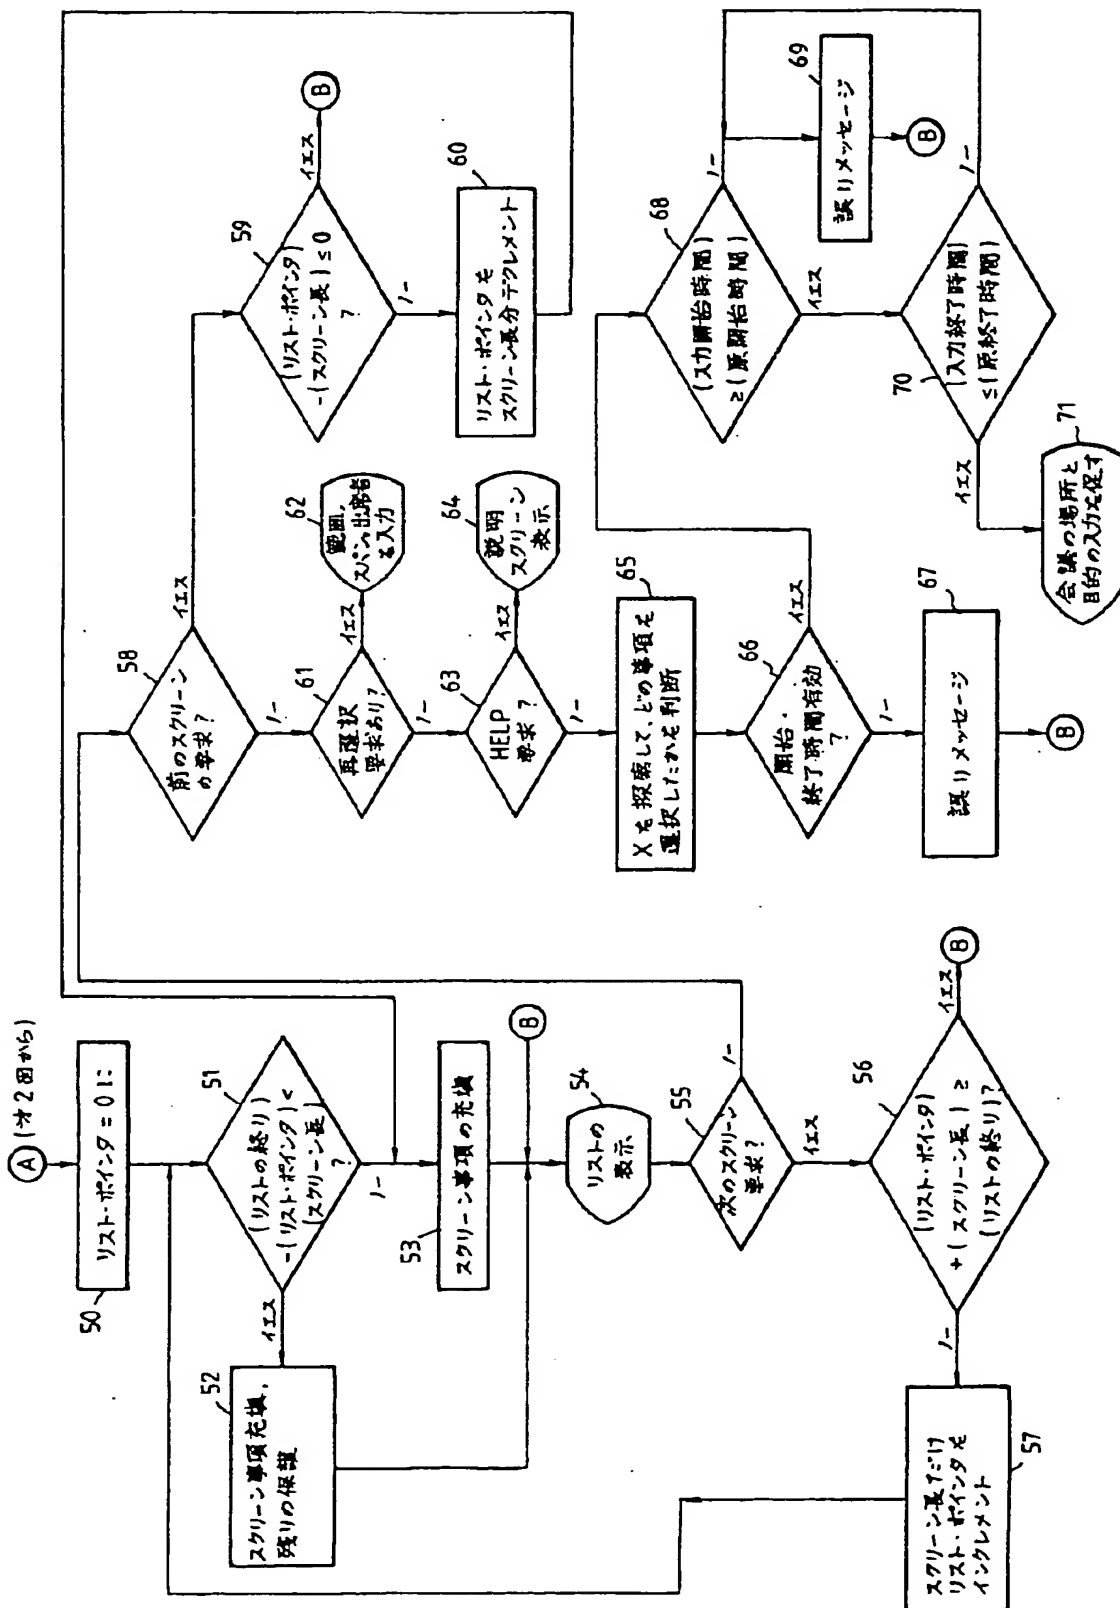 A (才2図から)
リスト・ポインタ=0に
50
(リストの終り)
-(リスト・ポインタ)<
(スクリーン長)
?
51
イエス
ノー
スクリーン事項充填,
残りの保護
52
スクリーン事項の充填
53
B
リストの
表示
54
次のスクリーン
要求?
55
ノー
イエス
(リスト・ポインタ)
+(スクリーン長)≥
(リストの終り)?
56
イエス
B
ノー
スクリーン長だけ
リスト・ポインタを
インクレメント
57
前のスクリーン
の要求?
58
イエス
ノー
(リスト・ポインタ)
-(スクリーン長)≤0
?
59
イエス
B
ノー
リスト・ポインタを
スクリーン長分デクレメント
60
再選択
要求あり?
61
イエス
ノー
範囲,
スパン,出席者
を入力
62
HELP
要求?
63
イエス
ノー
説明
スクリーン
表示
64
Xを探索して、どの事項を
選択したかを判断
65
開始・
終了時間有効
?
66
イエス
ノー
誤りメッセージ
67
B
(入力開始時間)
≥(原開始時間)
68
ノー
イエス
誤りメッセージ
69
B
(入力終了時間)
≤(原終了時間)
70
ノー
イエス
会議の場所と
目的の入力を促す
71